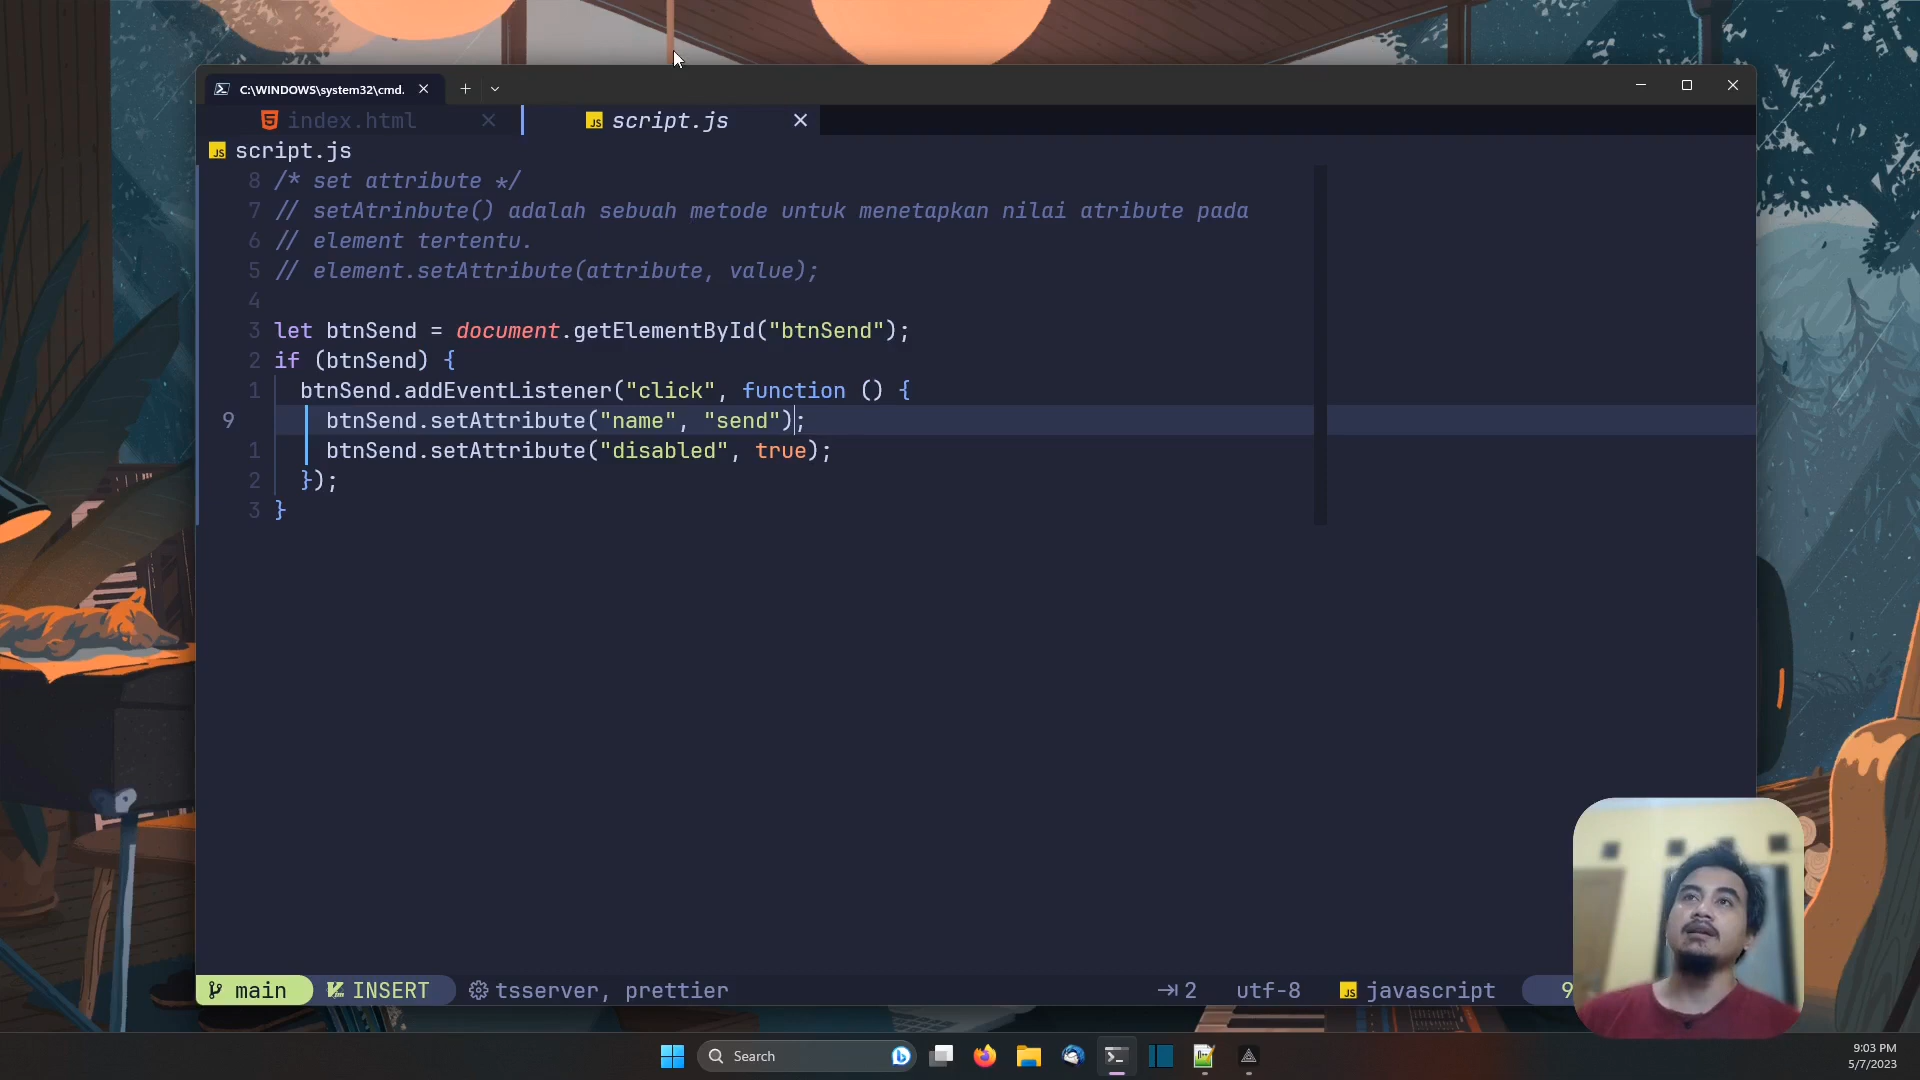 C:\WINDOWS\system32\cmd.
index.html
script.js
script.js
8 /* set attribute */
7 // setAtrinbute() adalah sebuah metode untuk menetapkan nilai atribute pada
6 // element tertentu.
5 // element.setAttribute(attribute, value);
4
3 let btnSend = document.getElementById("btnSend");
2 if (btnSend) {
1 btnSend.addEventListener("click", function () {
9 btnSend.setAttribute("name", "send");
1 btnSend.setAttribute("disabled", true);
2 });
3 }
main INSERT tsserver, prettier 2 utf-8 javascript 9
Search
9:03 PM
5/7/2023